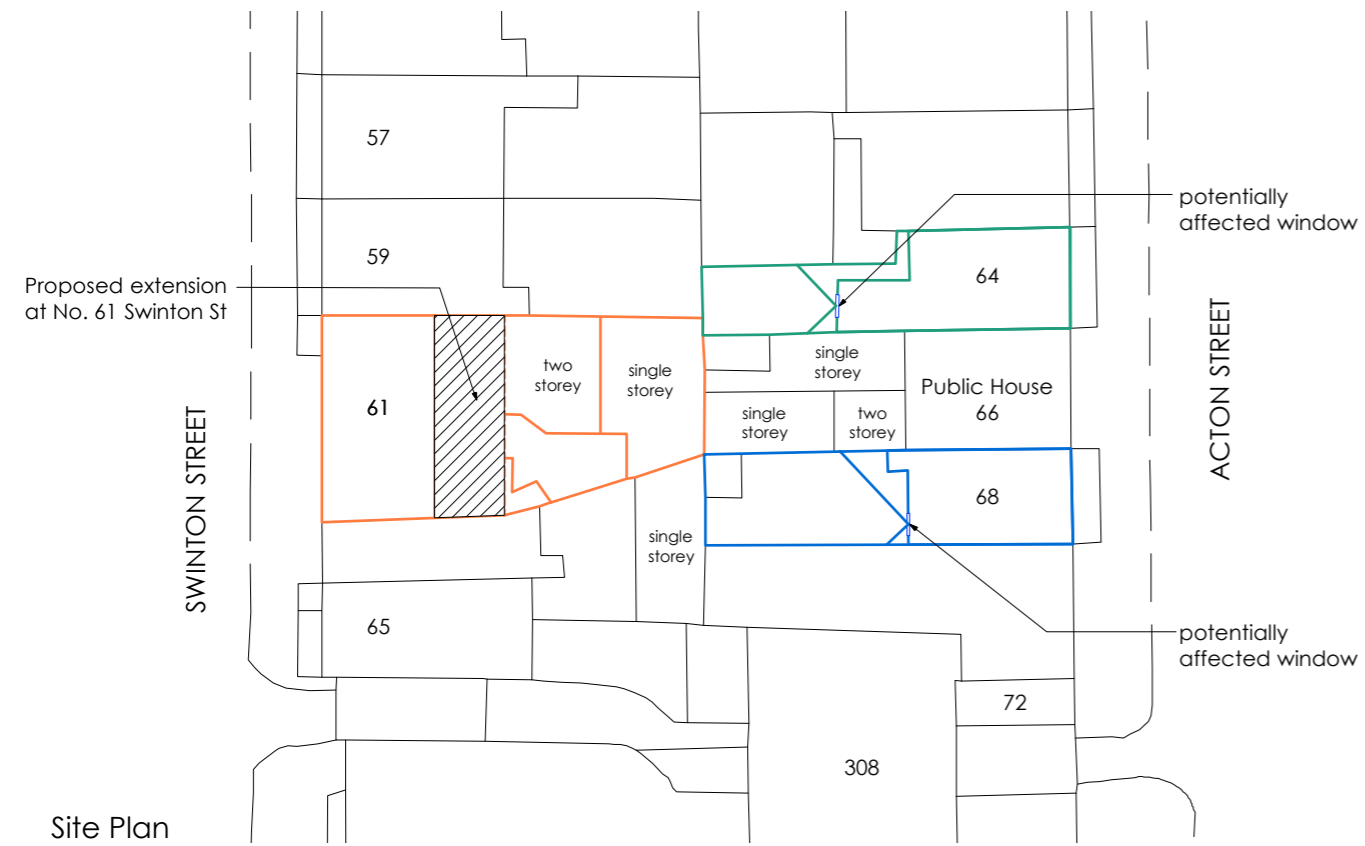 57
potentially
affected window
59
64
Proposed extension
at No. 61 Swinton St
two
storey
single
storey
single
storey
Public House
66
61
single
storey
two
storey
ACTON STREET
SWINTON STREET
68
single
storey
65
potentially
affected window
72
308
Site Plan